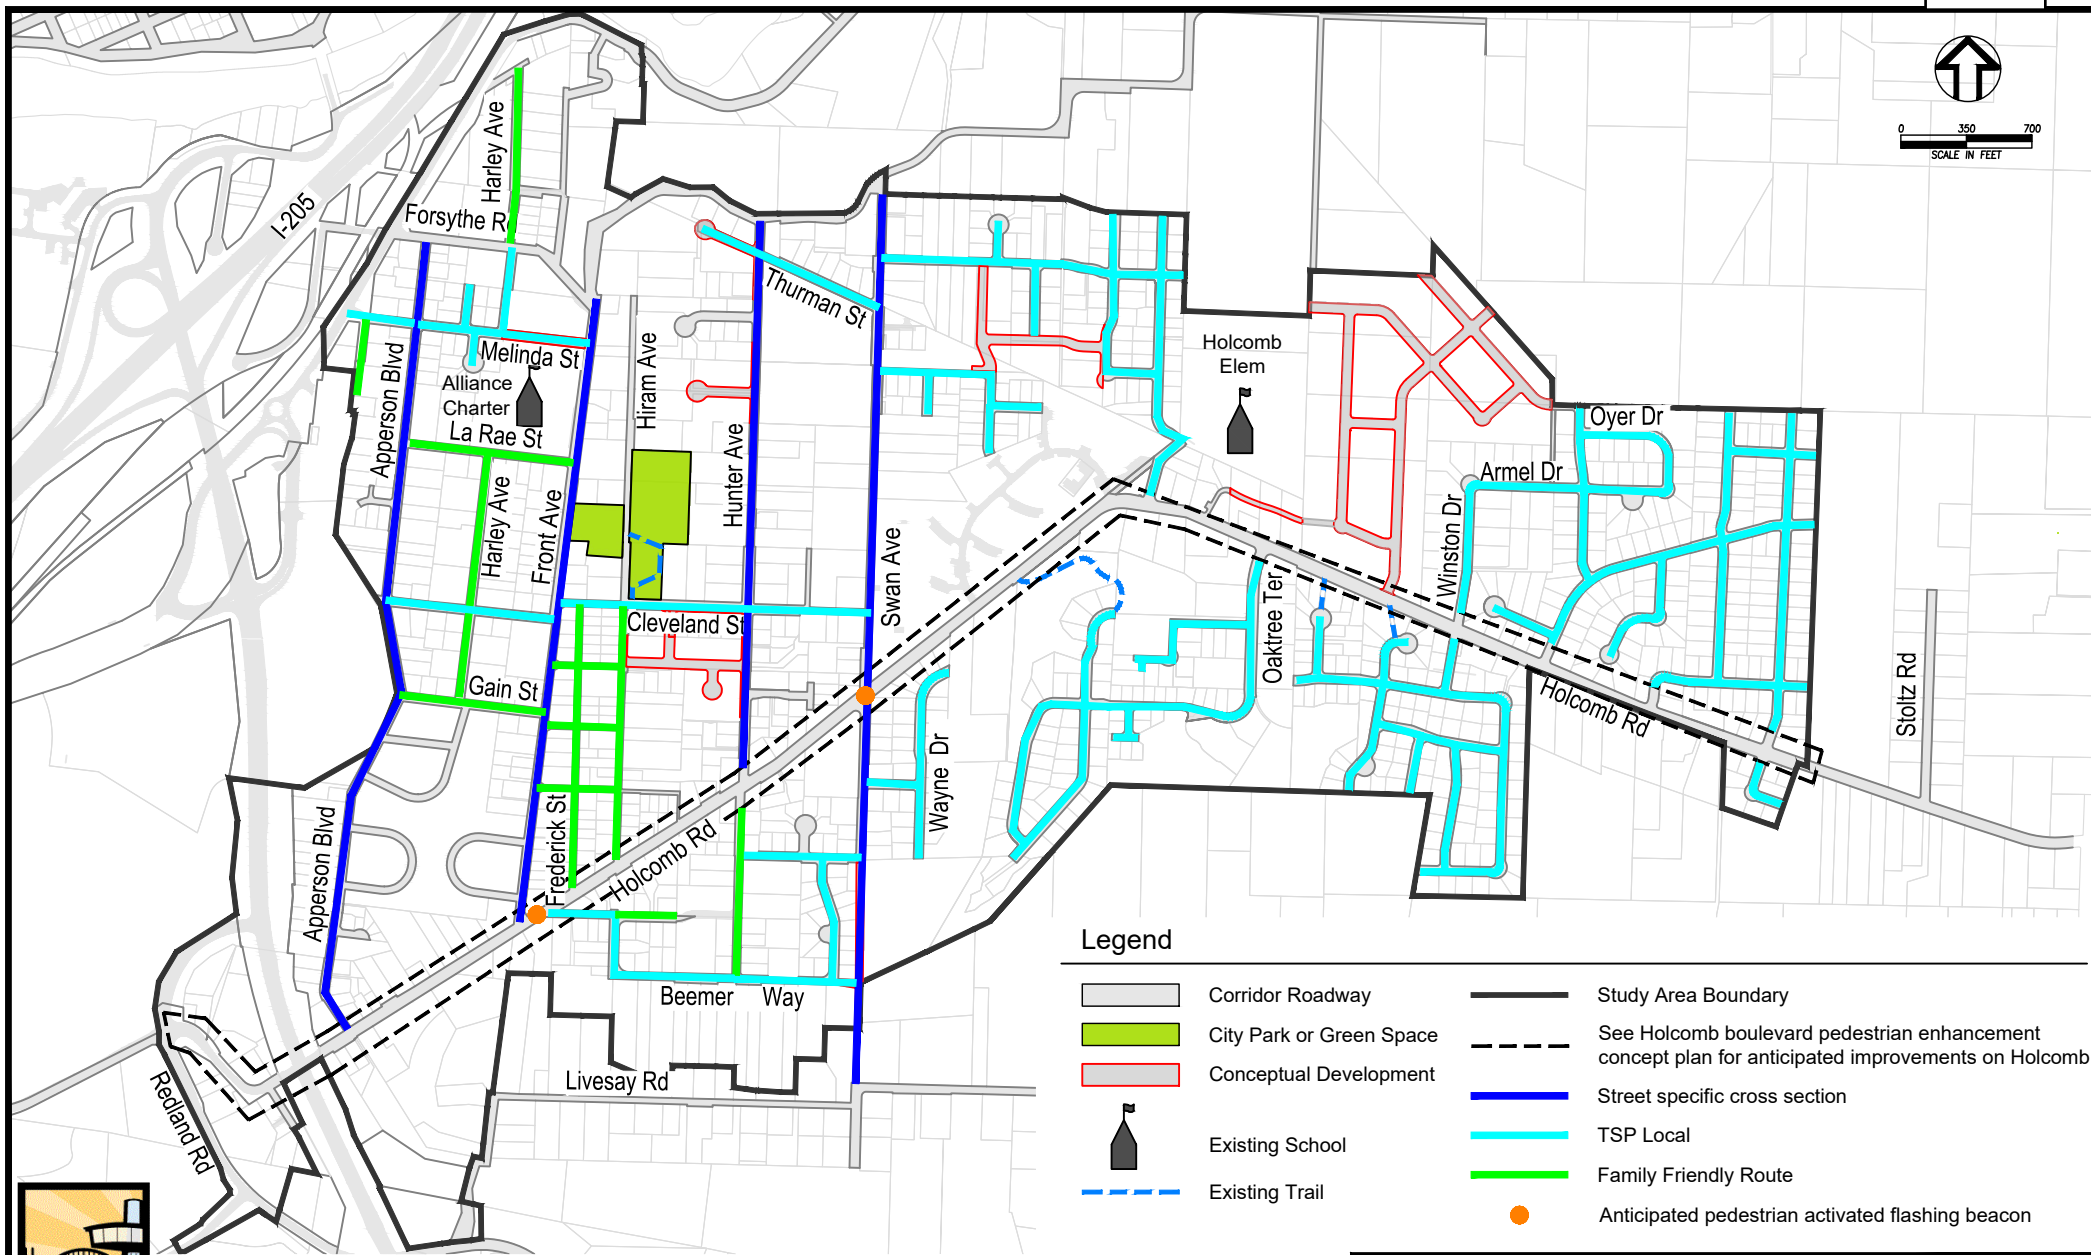 0 350 700
SCALE IN FEET
Harley Ave
I-205
Forsythe R
Thurman St
Melinda St
Apperson Blvd
Alliance
Charter
La Rae St
Hiram Ave
Hunter Ave
Holcomb
Elem
Oyer Dr
Armel Dr
Winston Dr
Harley Ave
Front Ave
Swan Ave
Cleveland St
Oaktree Ter
Gain St
Holcomb Rd
Stoltz Rd
Wayne Dr
Frederick St
Holcomb Rd
Apperson Blvd
Beemer Way
Livesay Rd
Redland Rd
Legend
Corridor Roadway
City Park or Green Space
Conceptual Development
Existing School
Existing Trail
Study Area Boundary
See Holcomb boulevard pedestrian enhancement
concept plan for anticipated improvements on Holcomb
Street specific cross section
TSP Local
Family Friendly Route
Anticipated pedestrian activated flashing beacon